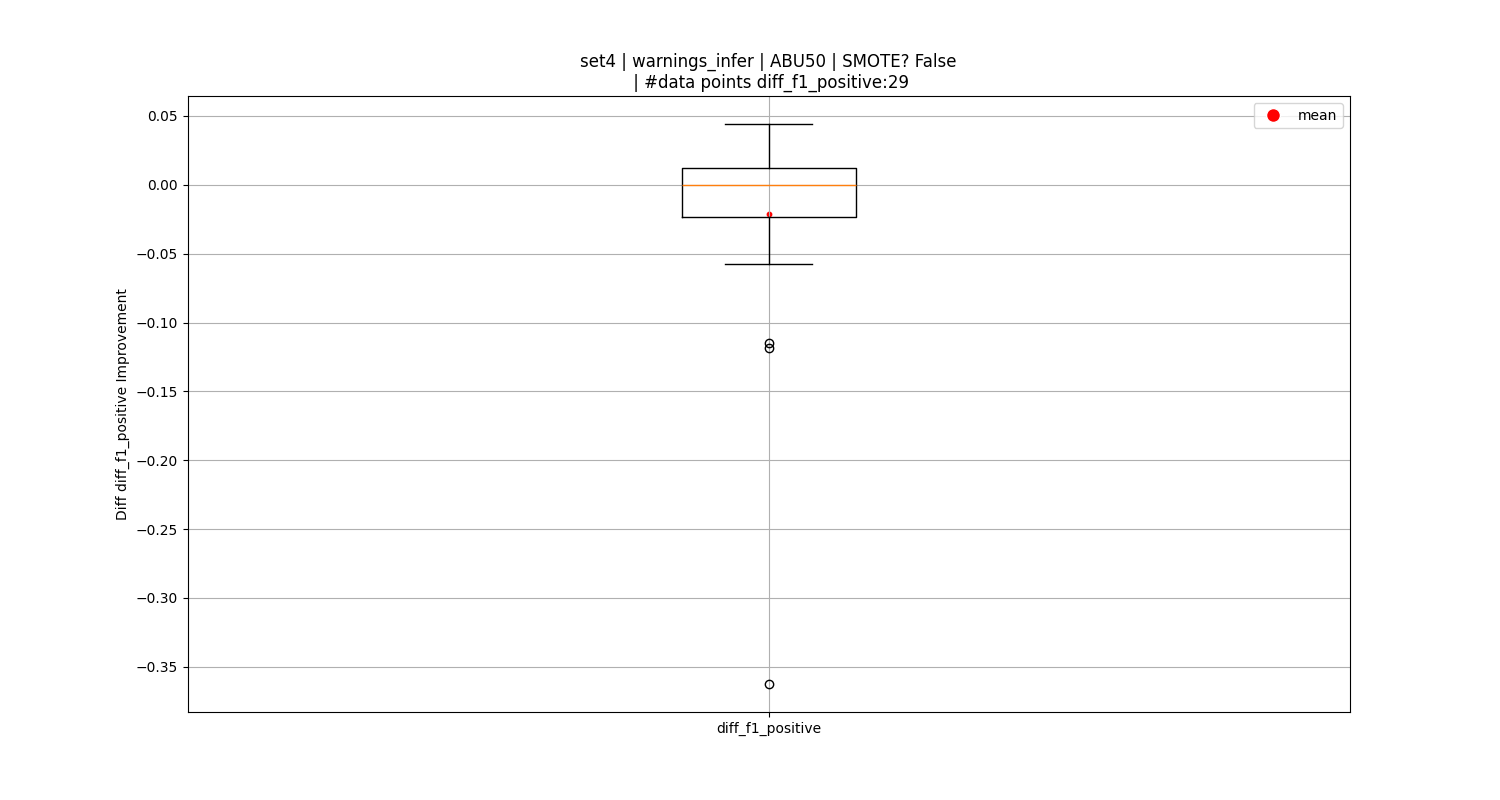 set4 | warnings_infer | ABU50 | SMOTE? False
| #data points diff_f1_positive:29
mean
Diff diff_f1_positive Improvement
0.05
0.00
−0.05
−0.10
−0.15
−0.20
−0.25
−0.30
−0.35
diff_f1_positive